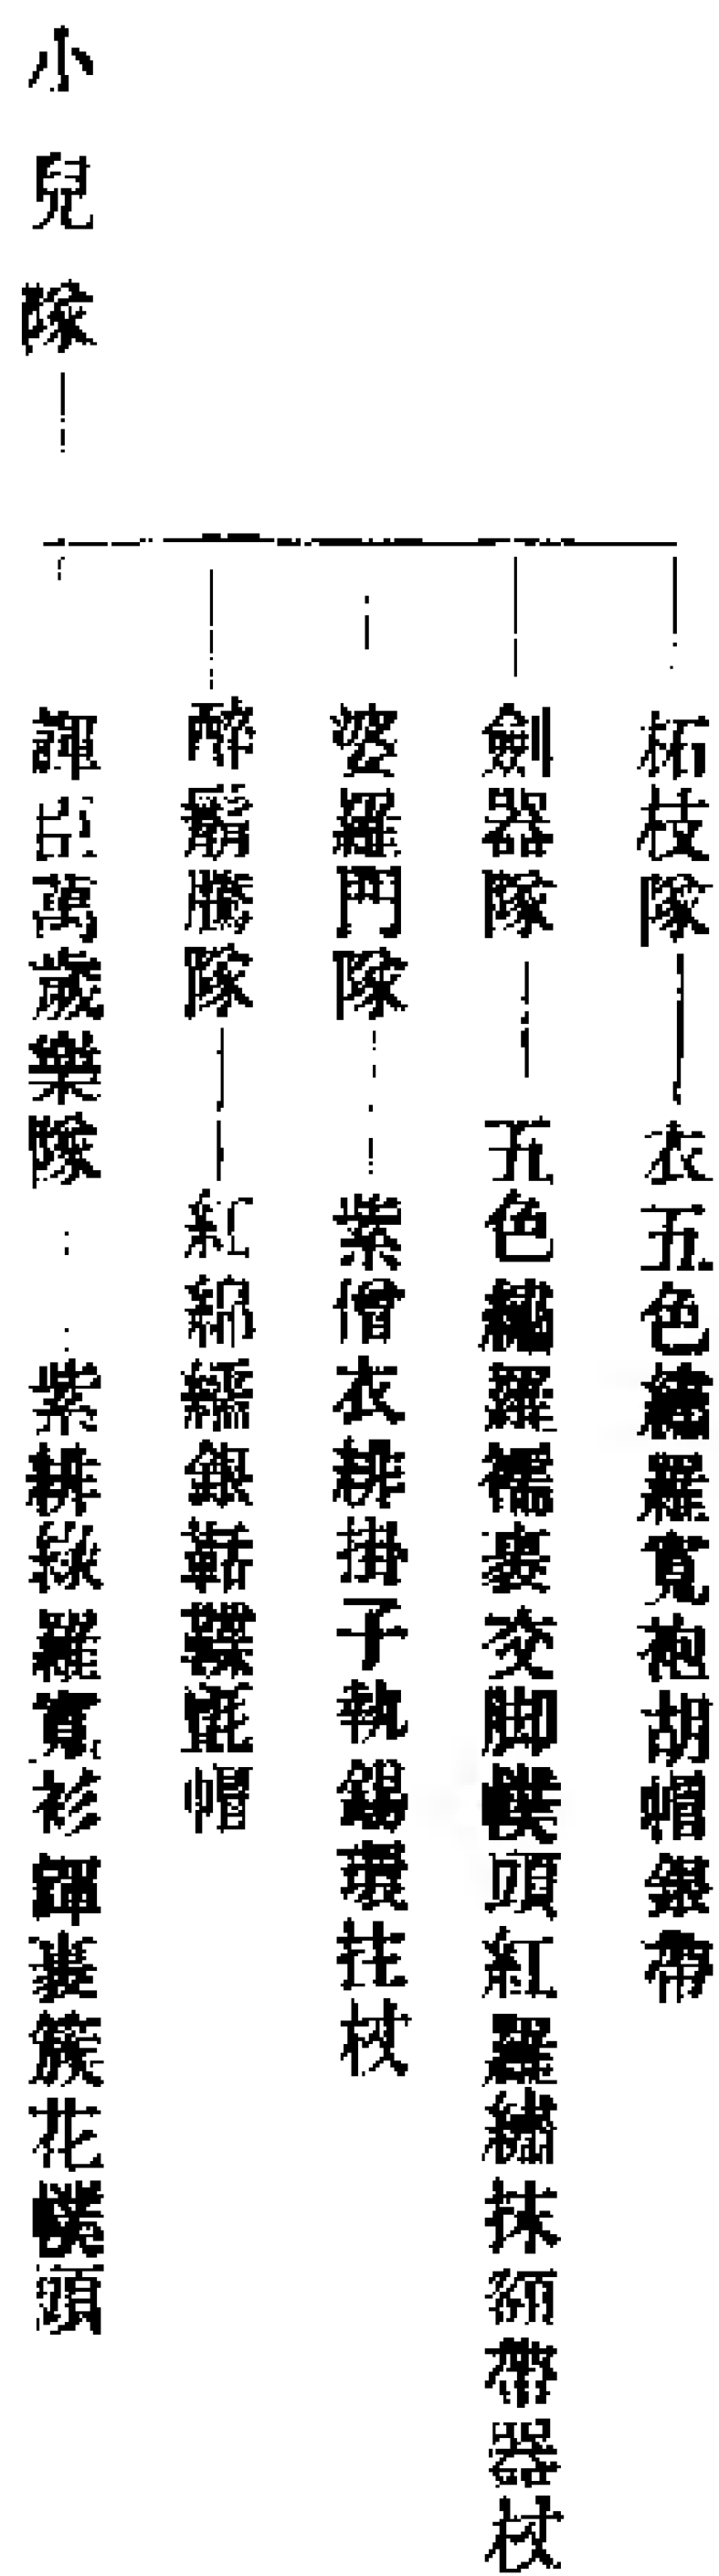 小兒隊
柘枝隊 衣五色繡羅寬袍胡帽銀帶
劍器隊 五色繡羅襦裹交脚幞頭紅羅繡抹額帶器杖
婆羅門隊 紫僧衣緋掛子執錫環拄杖
醉鬍騰隊 紅錦繻銀䩞鞢氈帽
諢臣萬歲樂隊 紫緋綠羅寬衫諢裹簇花幞頭